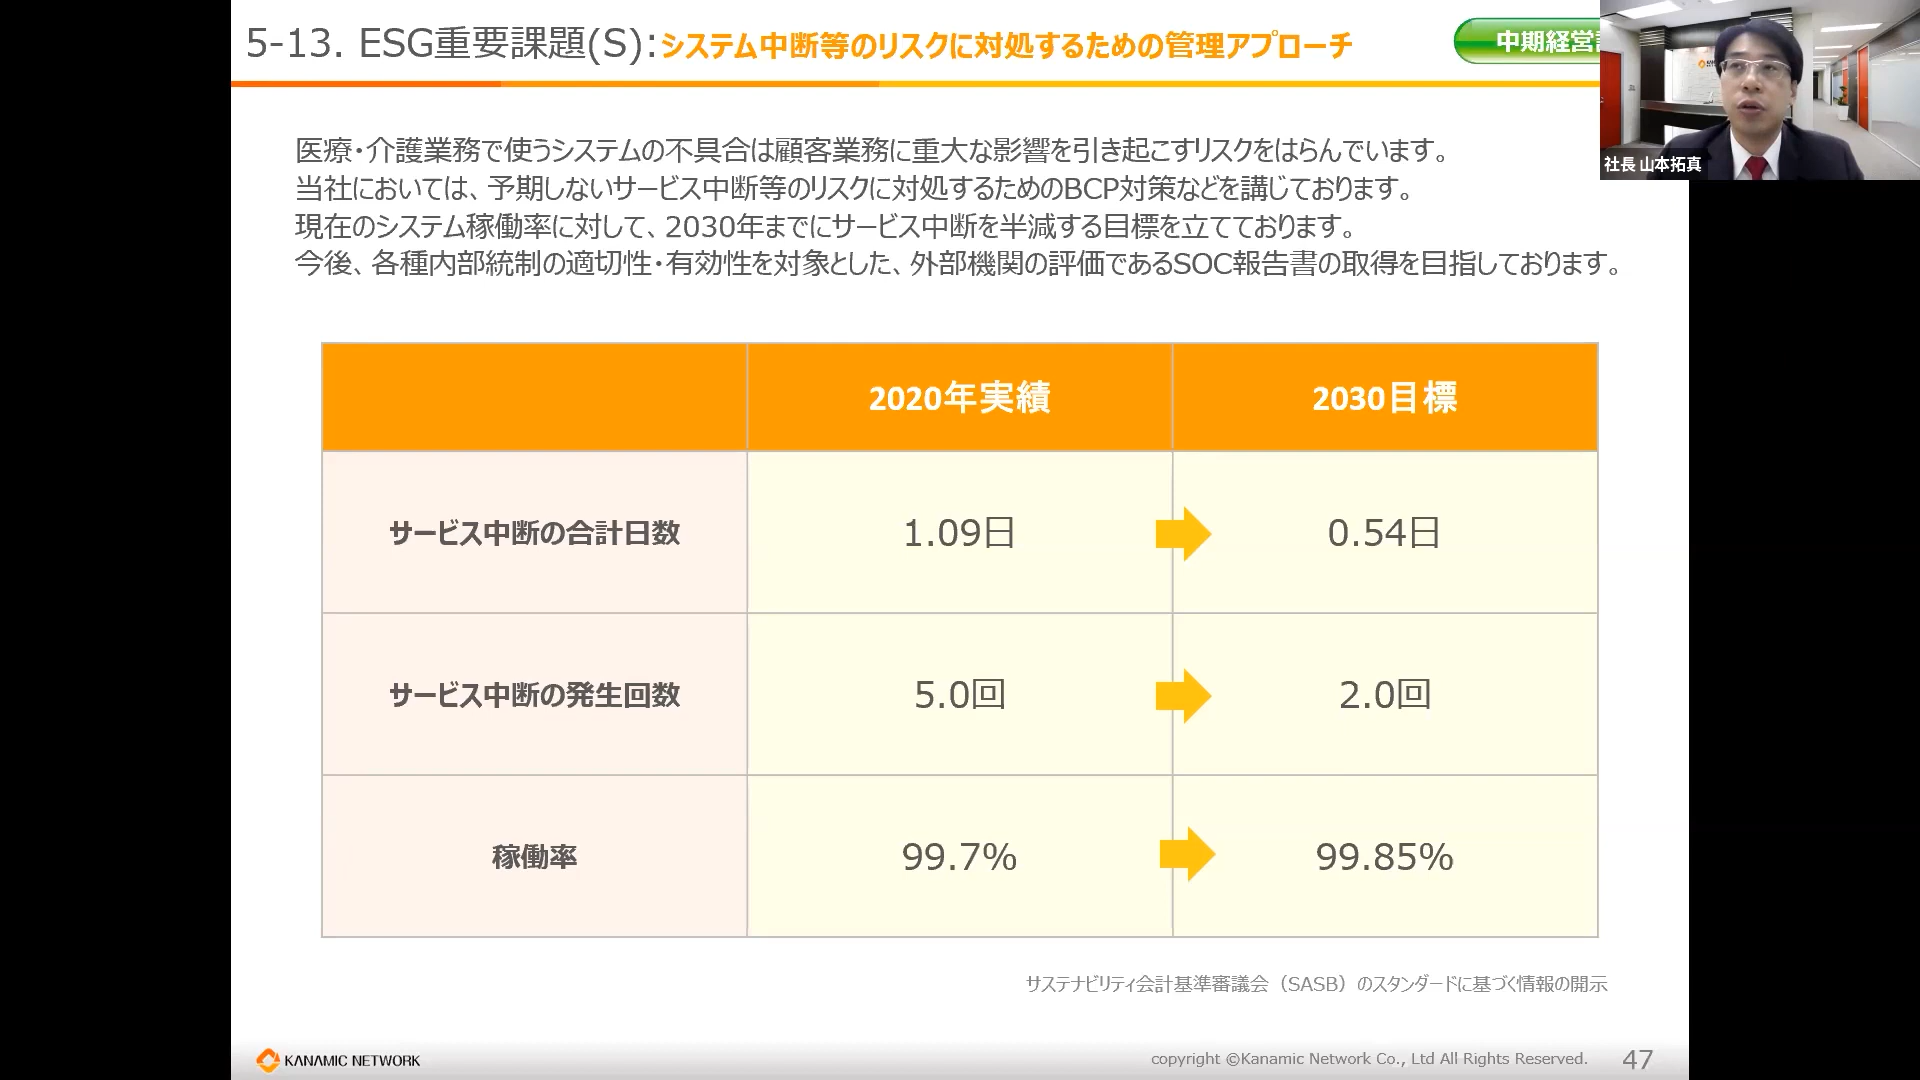 5-13. ESG重要課題(S):システム中断等のリスクに対処するための管理アプローチ
中期経営
社長 山本拓真
医療・介護業務で使うシステムの不具合は顧客業務に重大な影響を引き起こすリスクをはらんでいます。
当社においては、予期しないサービス中断等のリスクに対処するためのBCP対策などを講じております。
現在のシステム稼働率に対して、2030年までにサービス中断を半減する目標を立てております。
今後、各種内部統制の適切性・有効性を対象とした、外部機関の評価であるSOC報告書の取得を目指しております。
2020年実績 2030目標
サービス中断の合計日数 1.09日 0.54日
サービス中断の発生回数 5.0回 2.0回
稼働率 99.7% 99.85%
サステナビリティ会計基準審議会（SASB）のスタンダードに基づく情報の開示
KANAMIC NETWORK
copyright ©Kanamic Network Co., Ltd All Rights Reserved.
47